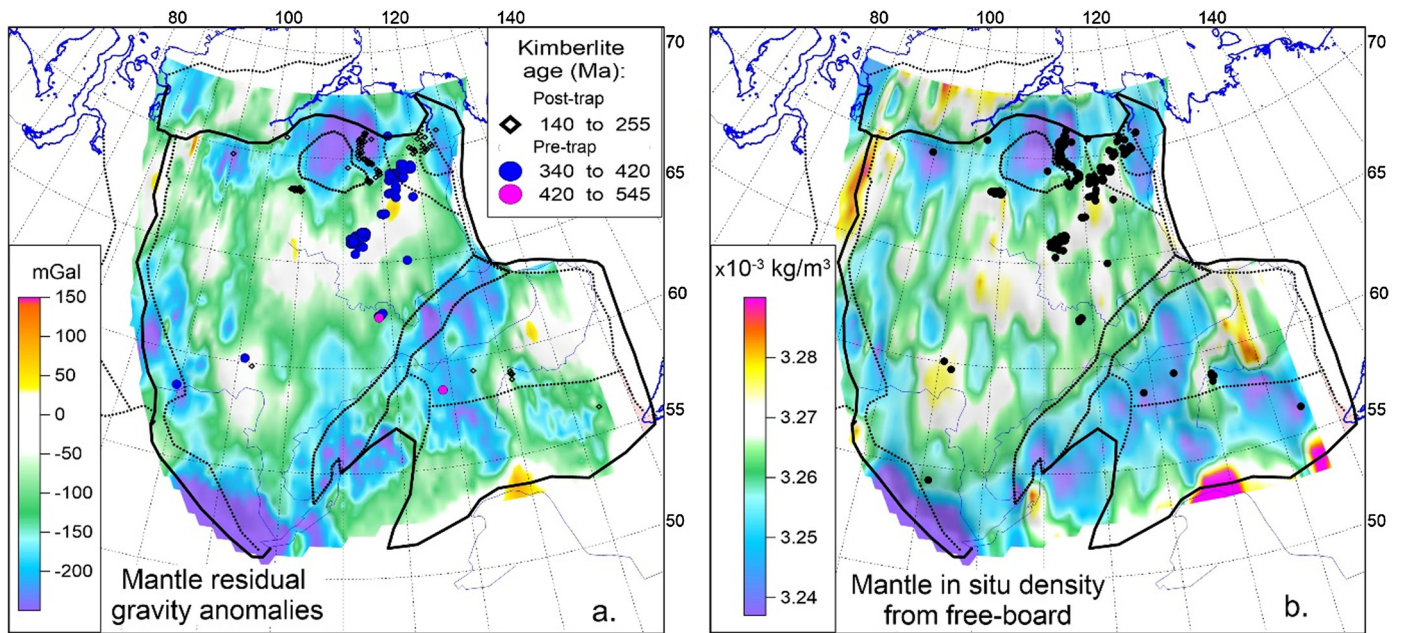 80 100 120 140
70
65
60
55
50
Kimberlite
age (Ma):
Post-trap
140 to 255
Pre-trap
340 to 420
420 to 545
mGal
150
100
50
0
-50
-100
-150
-200
Mantle residual
gravity anomalies
a.
80 100 120 140
70
65
60
55
50
x10⁻³ kg/m³
3.28
3.27
3.26
3.25
3.24
Mantle in situ density
from free-board
b.